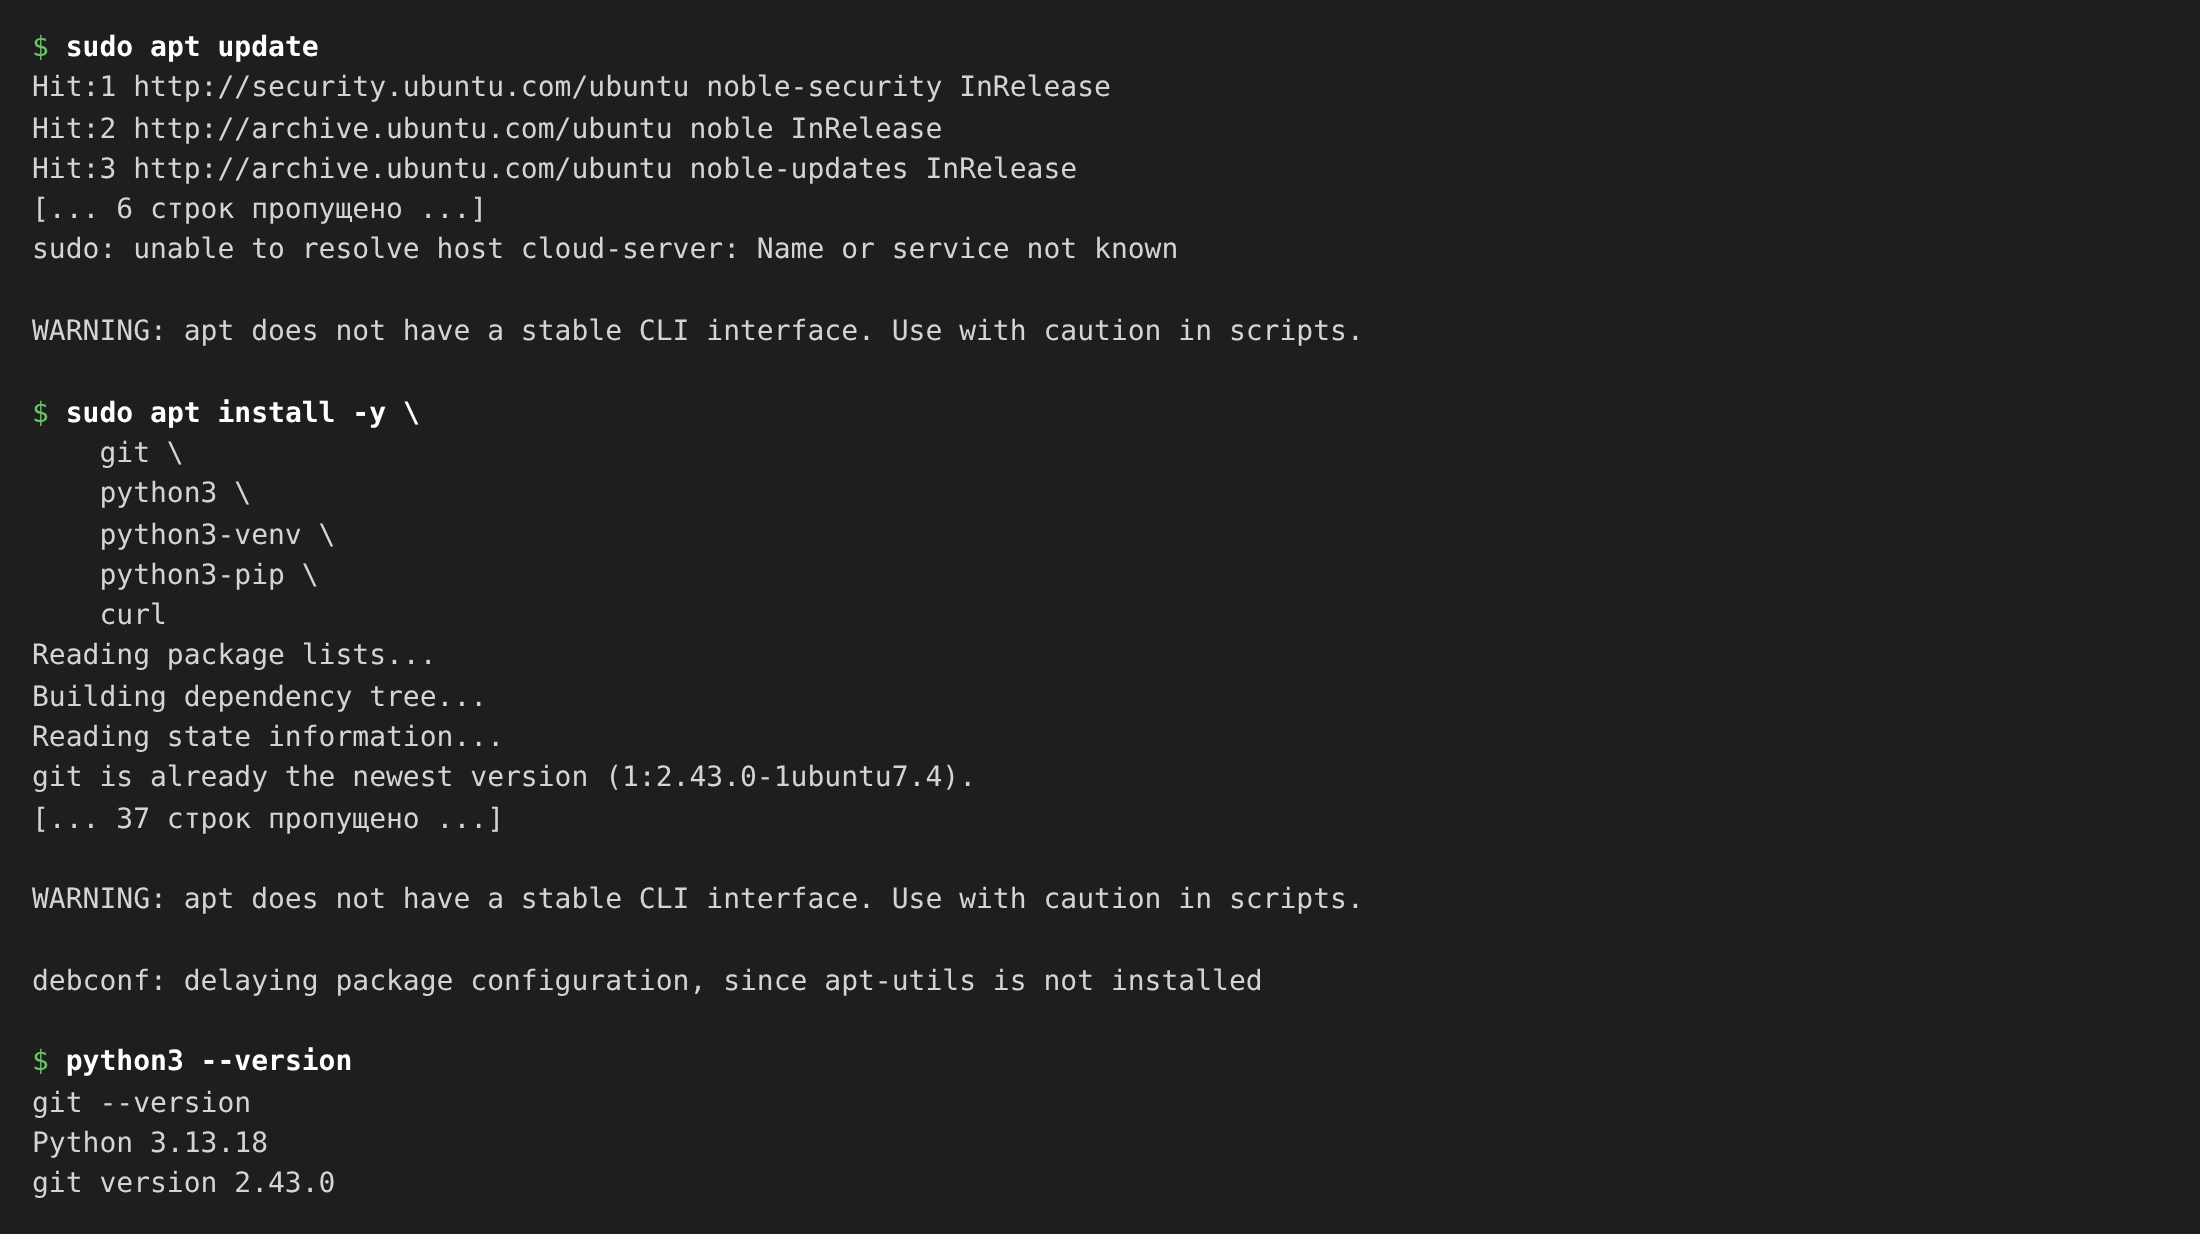 $ sudo apt update
Hit:1 http://security.ubuntu.com/ubuntu noble-security InRelease
Hit:2 http://archive.ubuntu.com/ubuntu noble InRelease
Hit:3 http://archive.ubuntu.com/ubuntu noble-updates InRelease
[... 6 строк пропущено ...]
sudo: unable to resolve host cloud-server: Name or service not known

WARNING: apt does not have a stable CLI interface. Use with caution in scripts.

$ sudo apt install -y \
    git \
    python3 \
    python3-venv \
    python3-pip \
    curl
Reading package lists...
Building dependency tree...
Reading state information...
git is already the newest version (1:2.43.0-1ubuntu7.4).
[... 37 строк пропущено ...]

WARNING: apt does not have a stable CLI interface. Use with caution in scripts.

debconf: delaying package configuration, since apt-utils is not installed

$ python3 --version
git --version
Python 3.13.18
git version 2.43.0